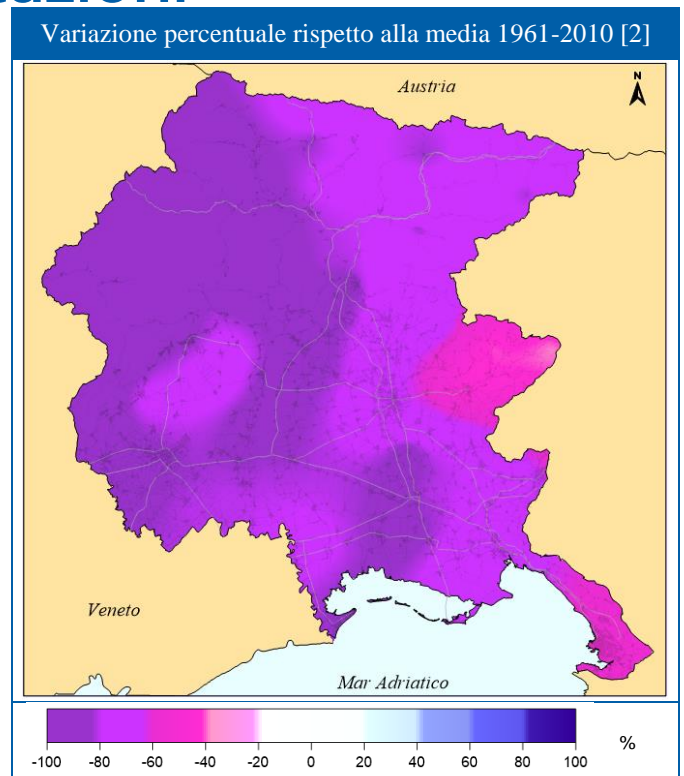 Variazione percentuale rispetto alla media 1961-2010 [2]
Austria
N
Veneto
Mar Adriatico
-100 -80 -60 -40 -20 0 20 40 60 80 100 %